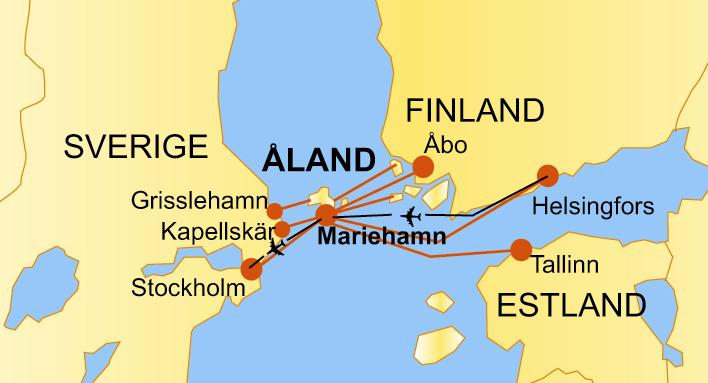 FINLAND
SVERIGE
Åbo
ÅLAND
Grisslehamn
Helsingfors
Kapellskär
Mariehamn
Tallinn
Stockholm
ESTLAND